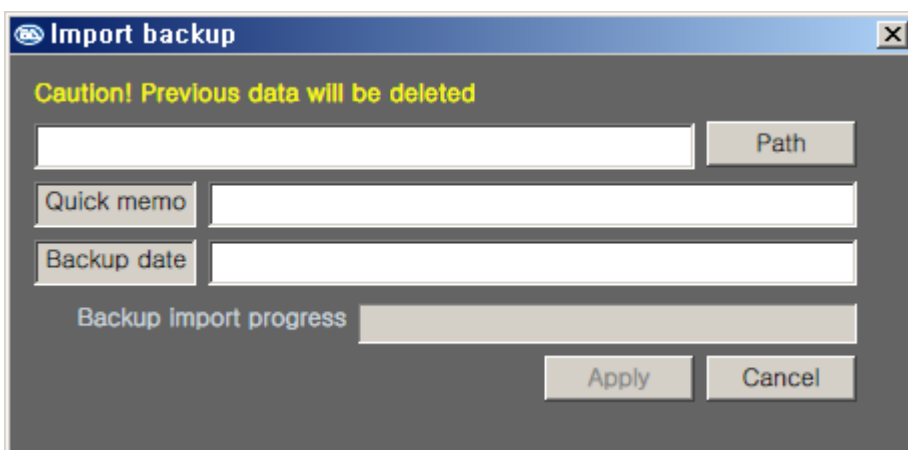 Import backup
Caution! Previous data will be deleted
Path
Quick memo
Backup date
Backup import progress
Apply Cancel